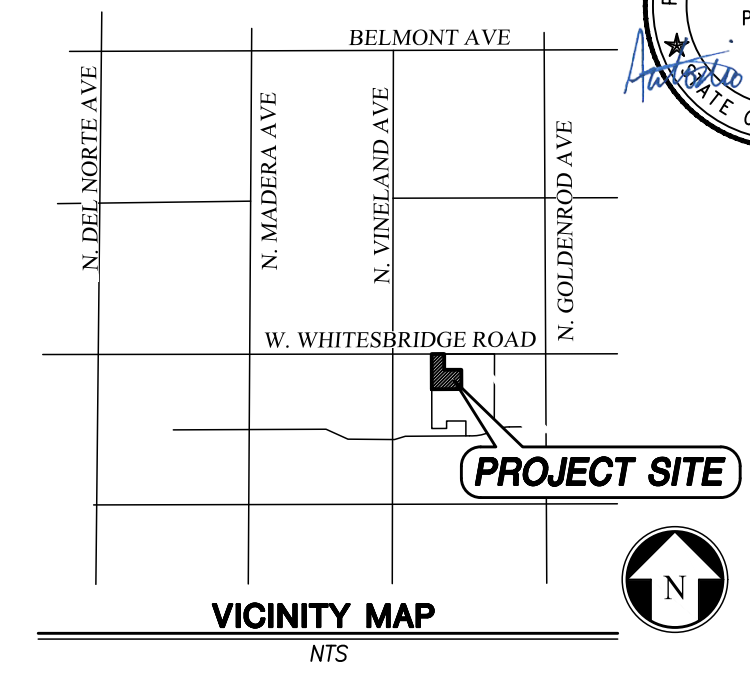 BELMONT AVE
N. DEL NORTE AVE
N. MADERA AVE
N. VINELAND AVE
N. GOLDENROD AVE
W. WHITESBRIDGE ROAD
PROJECT SITE
N
VICINITY MAP
NTS